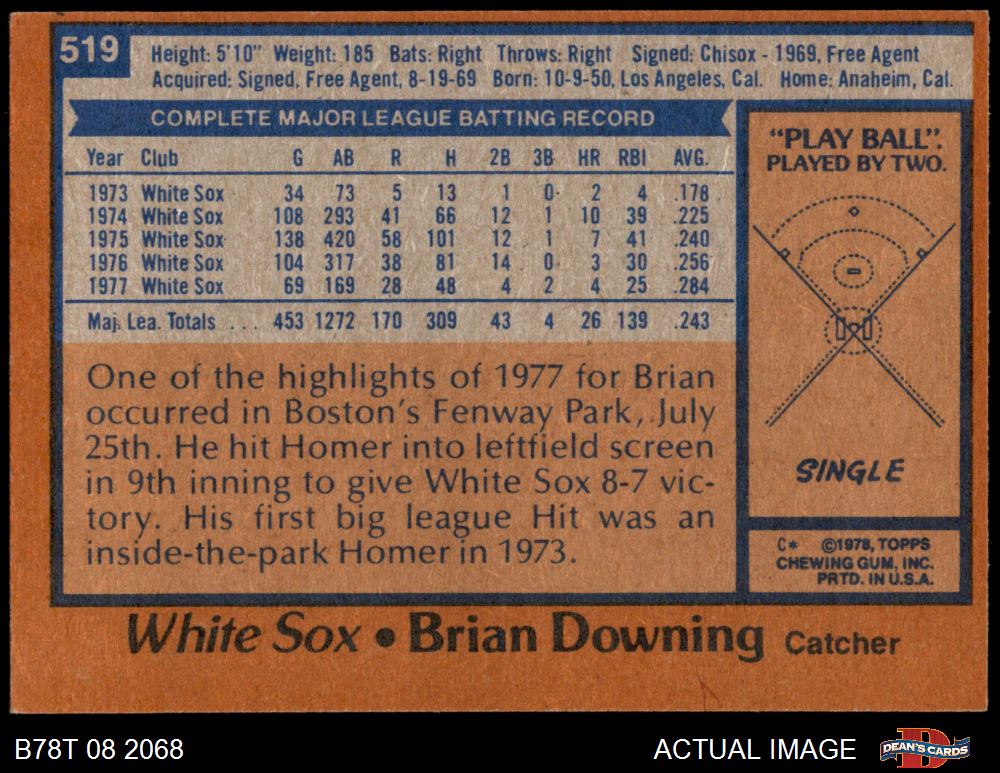 519
Height: 5'10" Weight: 185 Bats: Right Throws: Right Signed: Chisox - 1969, Free Agent
Acquired: Signed, Free Agent, 8-19-69 Born: 10-9-50, Los Angeles, Cal. Home: Anaheim, Cal.
COMPLETE MAJOR LEAGUE BATTING RECORD
Year Club G AB R H 2B 3B HR RBI AVG.
1973 White Sox 34 73 5 13 1 0 2 4 .178
1974 White Sox 108 293 41 66 12 1 10 39 .225
1975 White Sox 138 420 58 101 12 1 7 41 .240
1976 White Sox 104 317 38 81 14 0 3 30 .256
1977 White Sox 69 169 28 48 4 2 4 25 .284
Maj. Lea. Totals . . . 453 1272 170 309 43 4 26 139 .243
One of the highlights of 1977 for Brian
occurred in Boston's Fenway Park, July
25th. He hit Homer into leftfield screen
in 9th inning to give White Sox 8-7 vic-
tory. His first big league Hit was an
inside-the-park Homer in 1973.
"PLAY BALL":
PLAYED BY TWO.
SINGLE
C* ©1978, TOPPS
CHEWING GUM, INC.
PRTD. IN U.S.A.
White Sox • Brian Downing Catcher
B78T 08 2068
ACTUAL IMAGE
DEAN'S CARDS